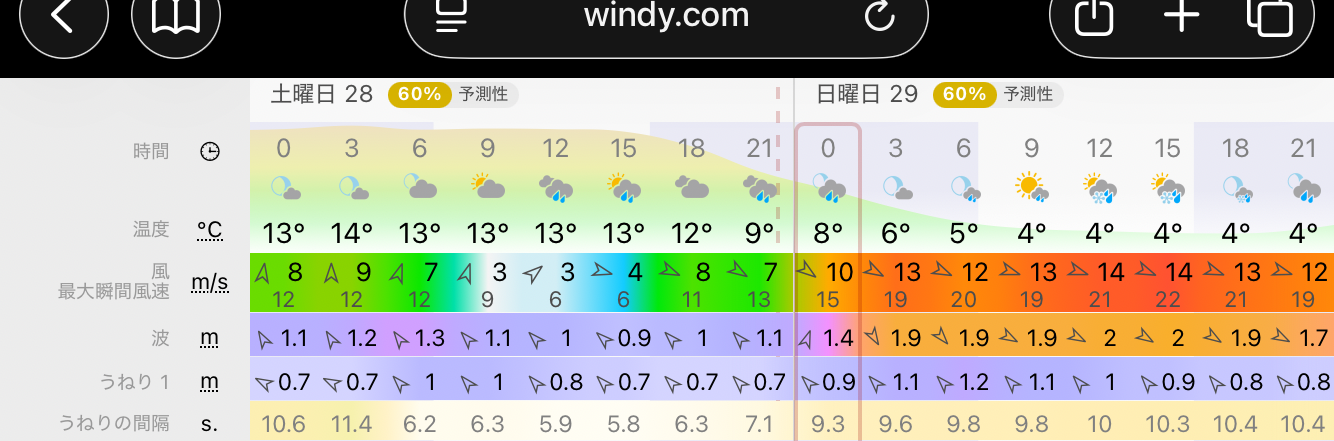 windy.com
土曜日 28 60% 予測性 日曜日 29 60% 予測性
時間 0 3 6 9 12 15 18 21 0 3 6 9 12 15 18 21
温度 °C 13° 14° 13° 13° 13° 13° 12° 9° 8° 6° 5° 4° 4° 4° 4° 4°
風 m/s 8 9 7 3 3 4 8 7 10 13 12 13 14 14 13 12
最大瞬間風速 12 12 12 9 6 6 11 13 15 19 20 19 21 22 21 19
波 m 1.1 1.2 1.3 1.1 1 0.9 1 1.1 1.4 1.9 1.9 1.9 2 2 1.9 1.7
うねり 1 m 0.7 0.7 1 1 0.8 0.7 0.7 0.7 0.9 1.1 1.2 1.1 1 0.9 0.8 0.8
うねりの間隔 s. 10.6 11.4 6.2 6.3 5.9 5.8 6.3 7.1 9.3 9.6 9.8 9.8 10 10.3 10.4 10.4